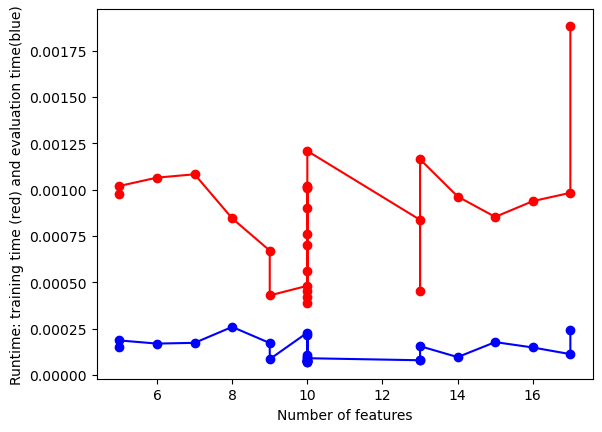 Runtime: training time (red) and evaluation time(blue)
0.00175
0.00150
0.00125
0.00100
0.00075
0.00050
0.00025
0.00000
6 8 10 12 14 16
Number of features